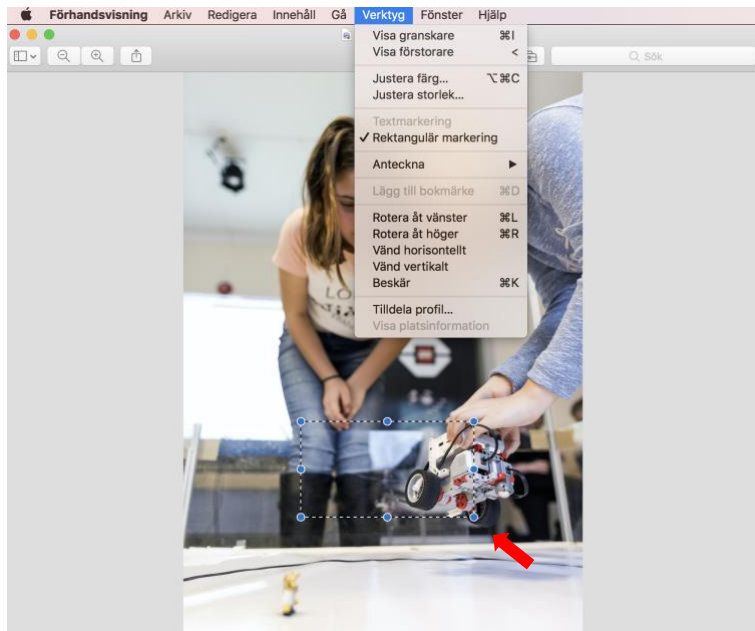 Förhandsvisning Arkiv Redigera Innehåll Gå Verktyg Fönster Hjälp
Sök
Visa granskare ⌘I
Visa förstorare <
Justera färg... ⌥⌘C
Justera storlek...
Textmarkering
✓ Rektangulär markering
Anteckna ▶
Lägg till bokmärke ⌘D
Rotera åt vänster ⌘L
Rotera åt höger ⌘R
Vänd horisontellt
Vänd vertikalt
Beskär ⌘K
Tilldela profil...
Visa platsinformation